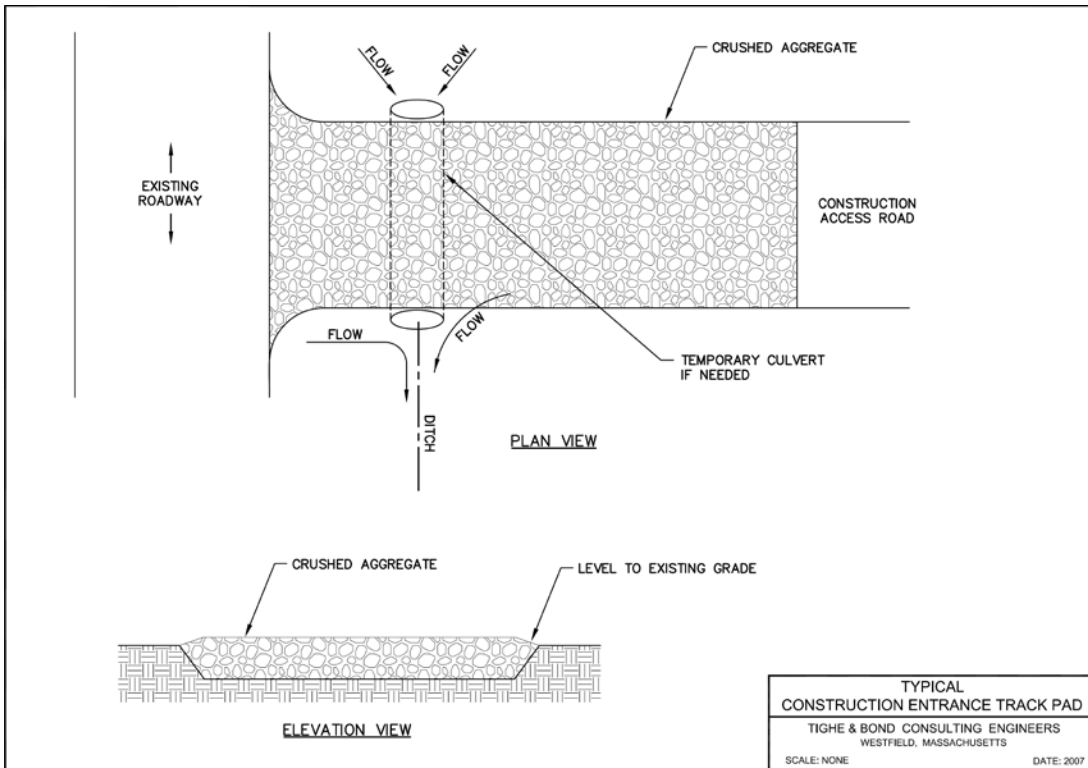 FLOW
FLOW
CRUSHED AGGREGATE
EXISTING
ROADWAY
CONSTRUCTION
ACCESS ROAD
FLOW
FLOW
TEMPORARY CULVERT
IF NEEDED
DITCH
PLAN VIEW
CRUSHED AGGREGATE
LEVEL TO EXISTING GRADE
ELEVATION VIEW
TYPICAL
CONSTRUCTION ENTRANCE TRACK PAD
TIGHE & BOND CONSULTING ENGINEERS
WESTFIELD, MASSACHUSETTS
SCALE: NONE DATE: 2007